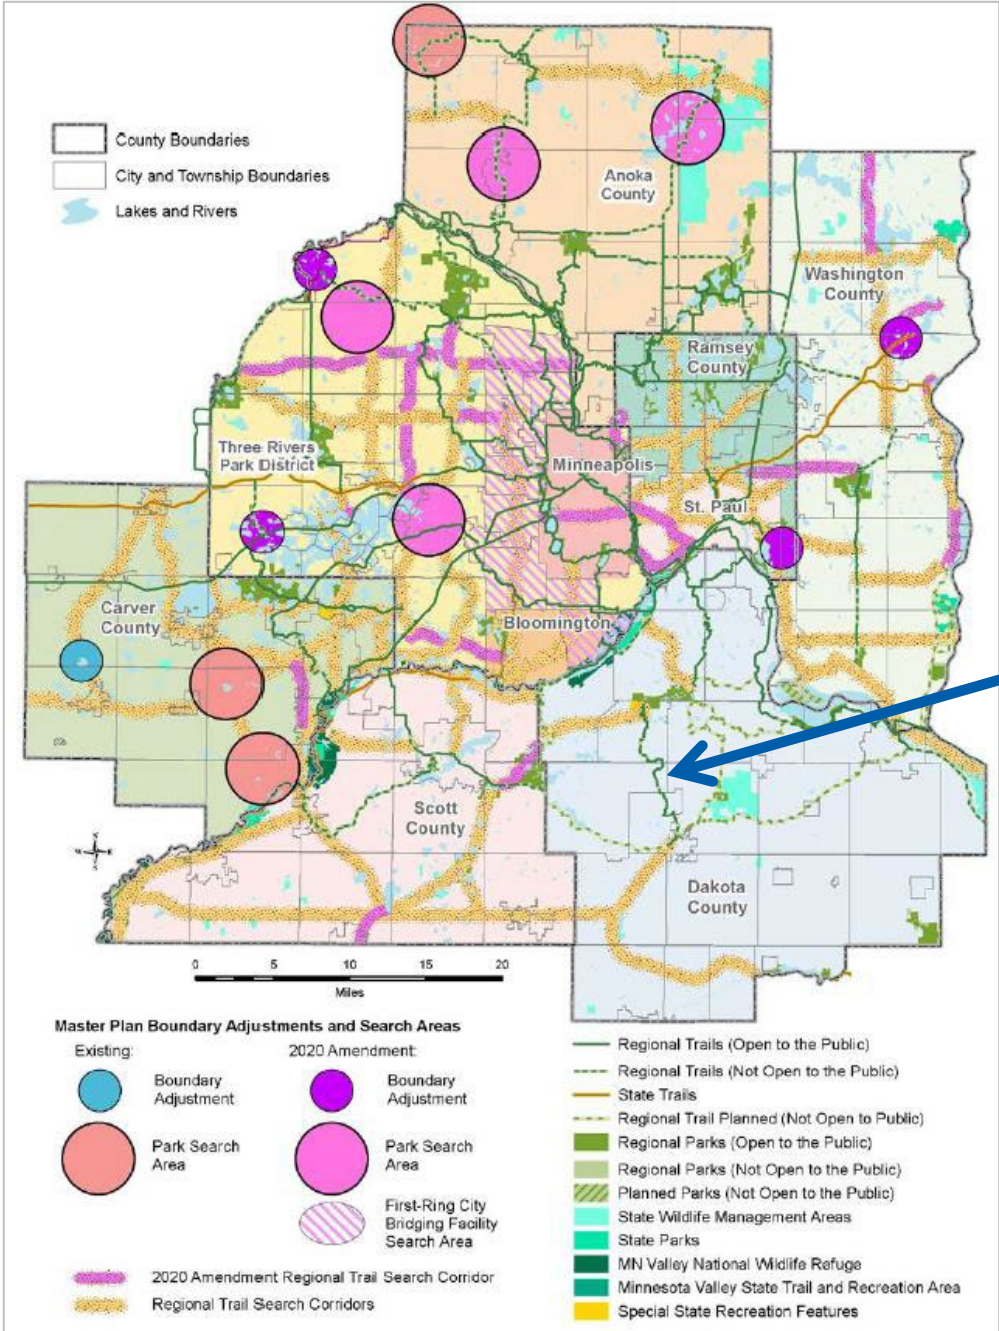 County Boundaries
City and Township Boundaries
Lakes and Rivers
Anoka
County
Washington
County
Ramsey
County
Three Rivers
Park District
Minneapolis
St. Paul
Carver
County
Bloomington
Scott
County
Dakota
County
N
W
E
S
0 5 10 15 20
Miles
Master Plan Boundary Adjustments and Search Areas
Existing:
Boundary
Adjustment
Park Search
Area
2020 Amendment:
Boundary
Adjustment
Park Search
Area
First-Ring City
Bridging Facility
Search Area
2020 Amendment Regional Trail Search Corridor
Regional Trail Search Corridors
Regional Trails (Open to the Public)
Regional Trails (Not Open to the Public)
State Trails
Regional Trail Planned (Not Open to Public)
Regional Parks (Open to the Public)
Regional Parks (Not Open to the Public)
Planned Parks (Not Open to the Public)
State Wildlife Management Areas
State Parks
MN Valley National Wildlife Refuge
Minnesota Valley State Trail and Recreation Area
Special State Recreation Features